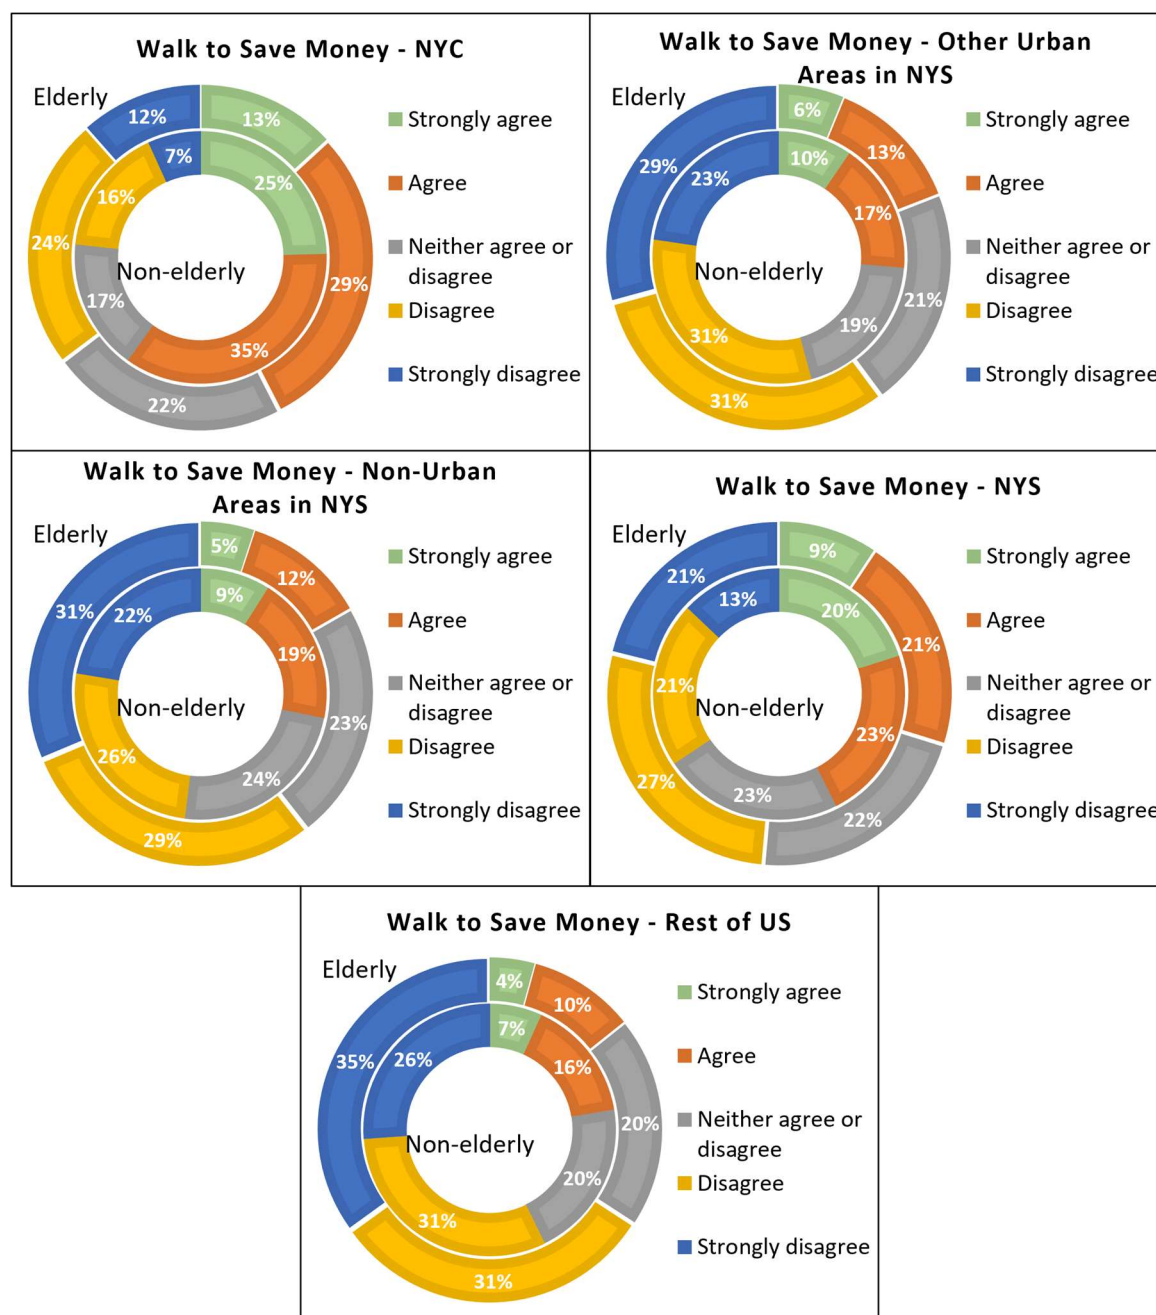 Walk to Save Money - NYC
Elderly
12%
13%
7%
25%
16%
24%
Non-elderly
17%
29%
35%
22%
Strongly agree
Agree
Neither agree or
disagree
Disagree
Strongly disagree
Walk to Save Money - Other Urban
Areas in NYS
Elderly
6%
13%
10%
29%
23%
17%
Non-elderly
21%
19%
31%
31%
Strongly agree
Agree
Neither agree or
disagree
Disagree
Strongly disagree
Walk to Save Money - Non-Urban
Areas in NYS
Elderly
5%
12%
9%
31%
22%
19%
Non-elderly
23%
26%
24%
29%
Strongly agree
Agree
Neither agree or
disagree
Disagree
Strongly disagree
Walk to Save Money - NYS
Elderly
9%
21%
13%
20%
21%
21%
Non-elderly
23%
27%
23%
22%
Strongly agree
Agree
Neither agree or
disagree
Disagree
Strongly disagree
Walk to Save Money - Rest of US
Elderly
4%
10%
7%
35%
26%
16%
20%
Non-elderly
20%
31%
31%
Strongly agree
Agree
Neither agree or
disagree
Disagree
Strongly disagree